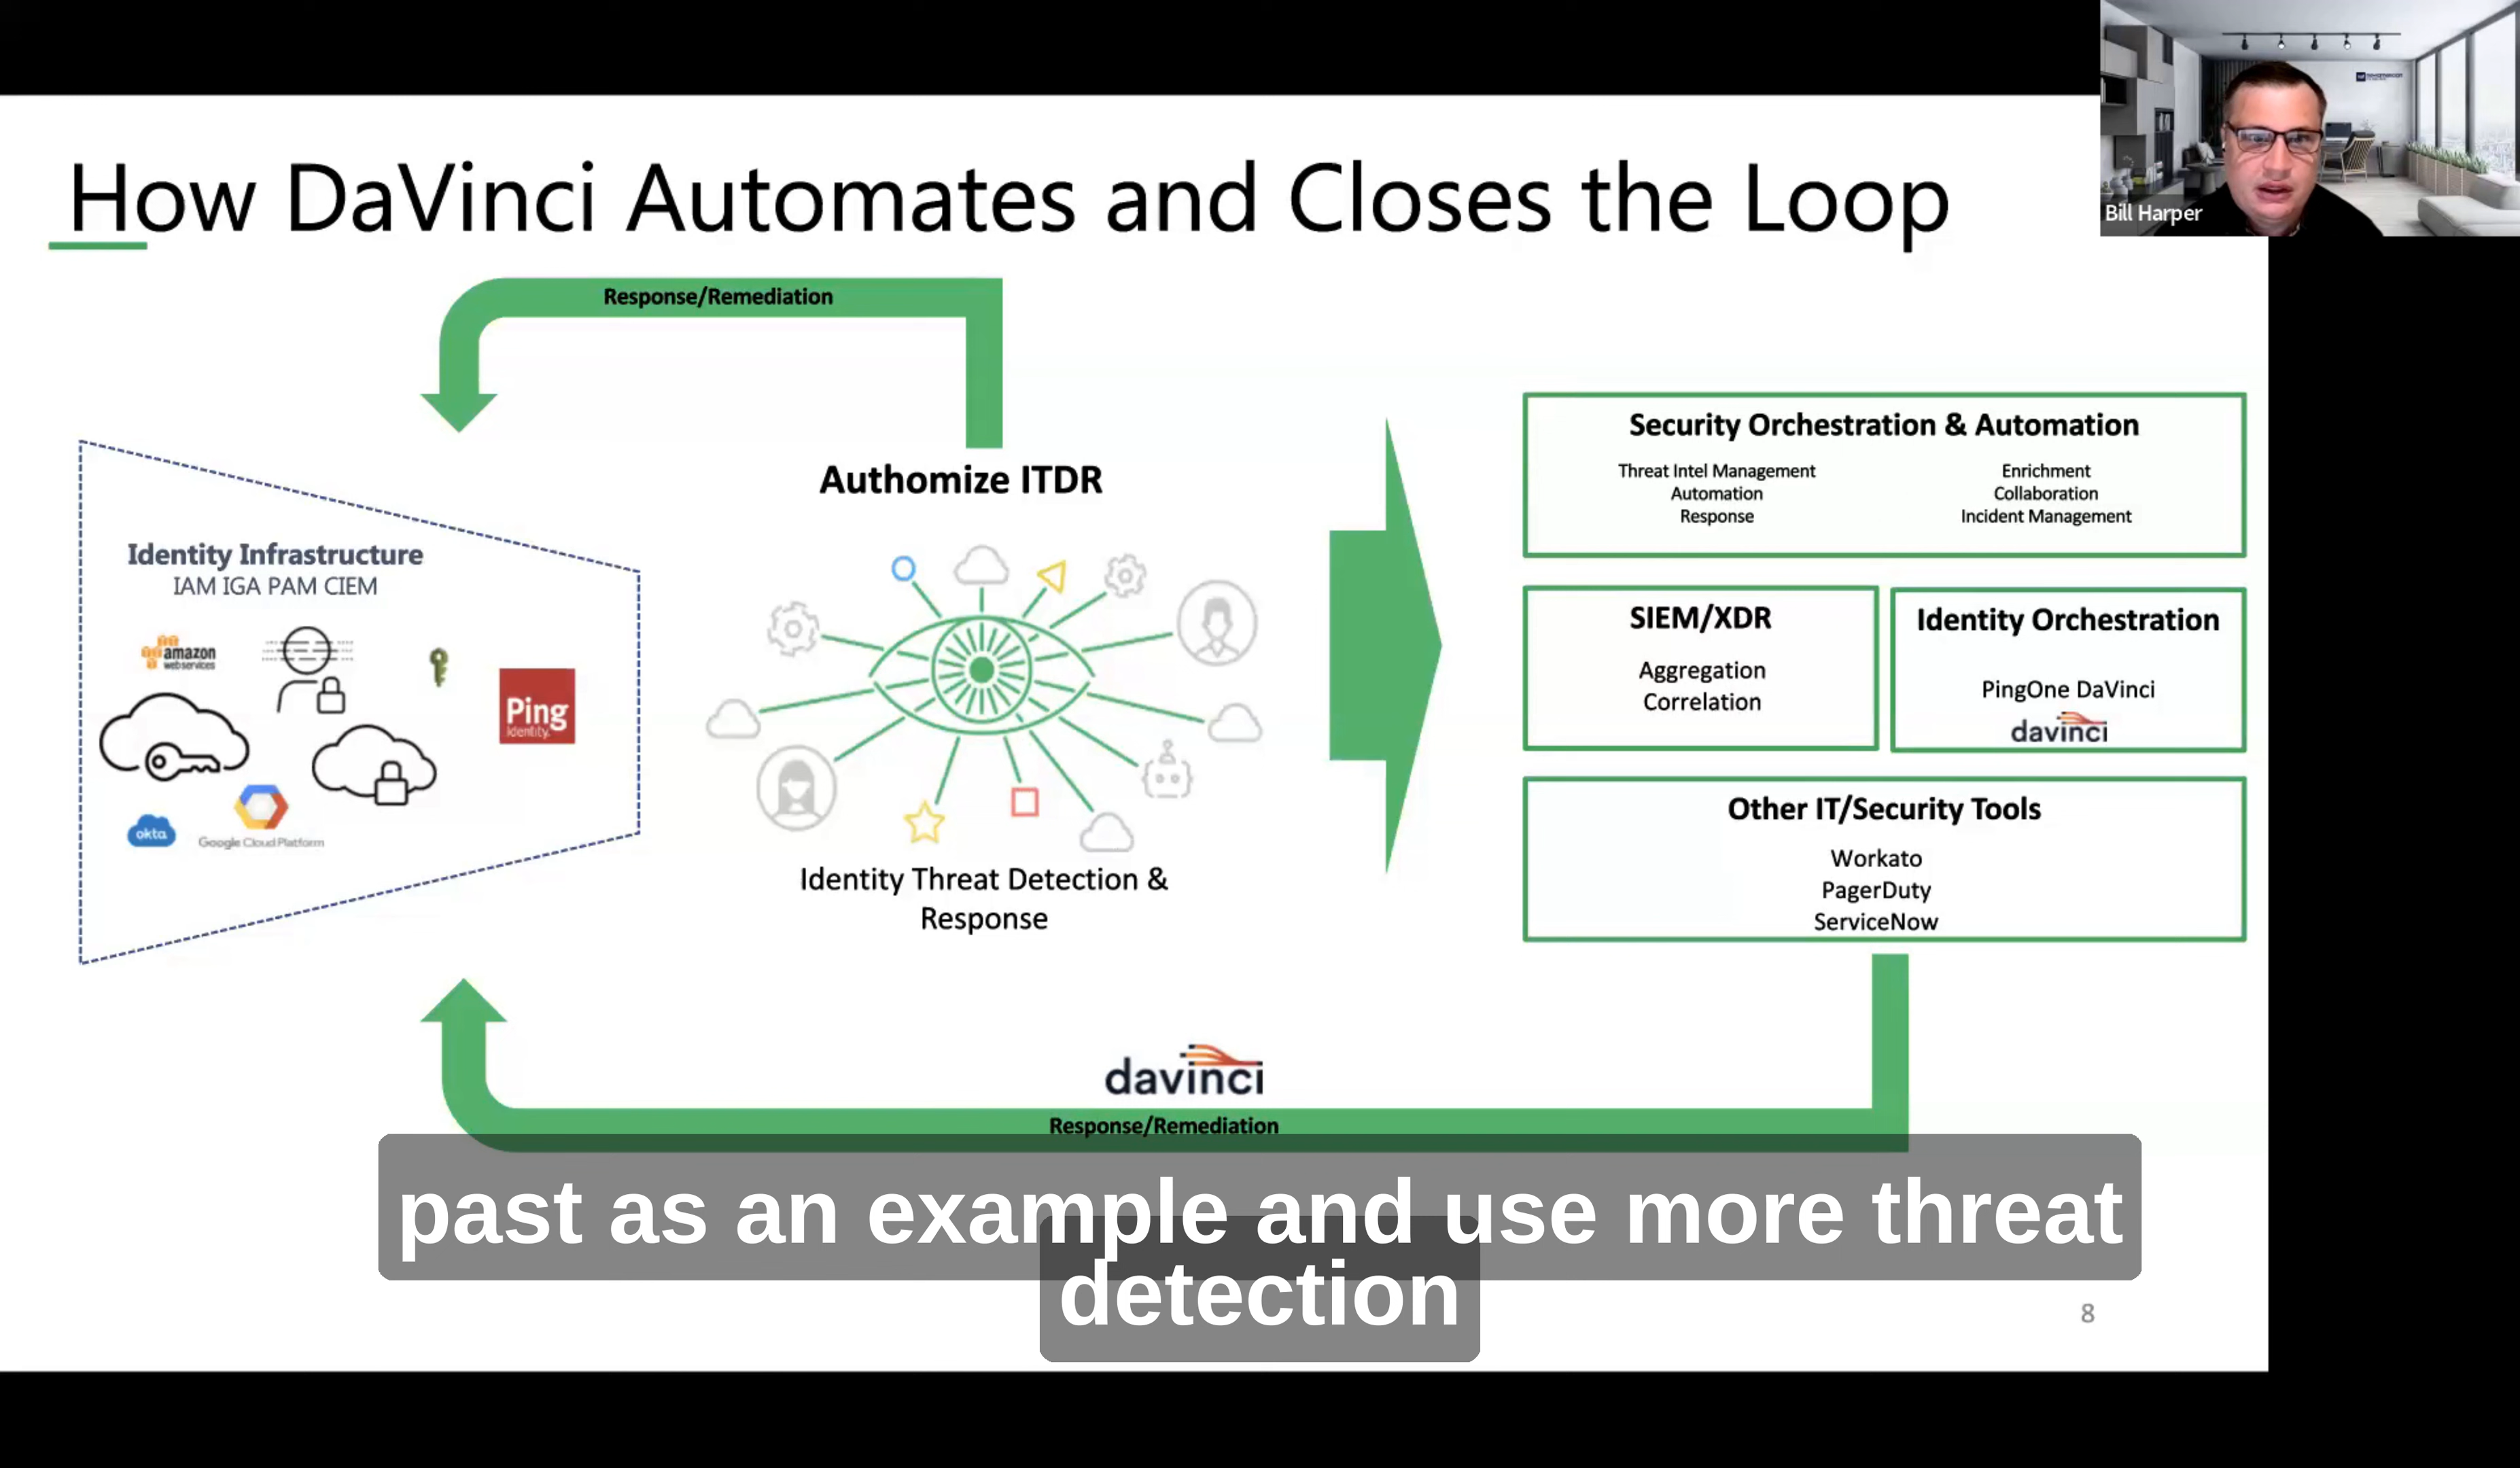 How DaVinci Automates and Closes the Loop
Bill Harper
Response/Remediation
Authomize ITDR
Identity Infrastructure
IAM IGA PAM CIEM
amazon
web services
Ping
Identity.
okta
Google Cloud Platform
Identity Threat Detection &
Response
Security Orchestration & Automation
Threat Intel Management
Automation
Response
Enrichment
Collaboration
Incident Management
SIEM/XDR
Aggregation
Correlation
Identity Orchestration
PingOne DaVinci
davinci
Other IT/Security Tools
Workato
PagerDuty
ServiceNow
davinci
Response/Remediation
past as an example and use more threat
detection
8